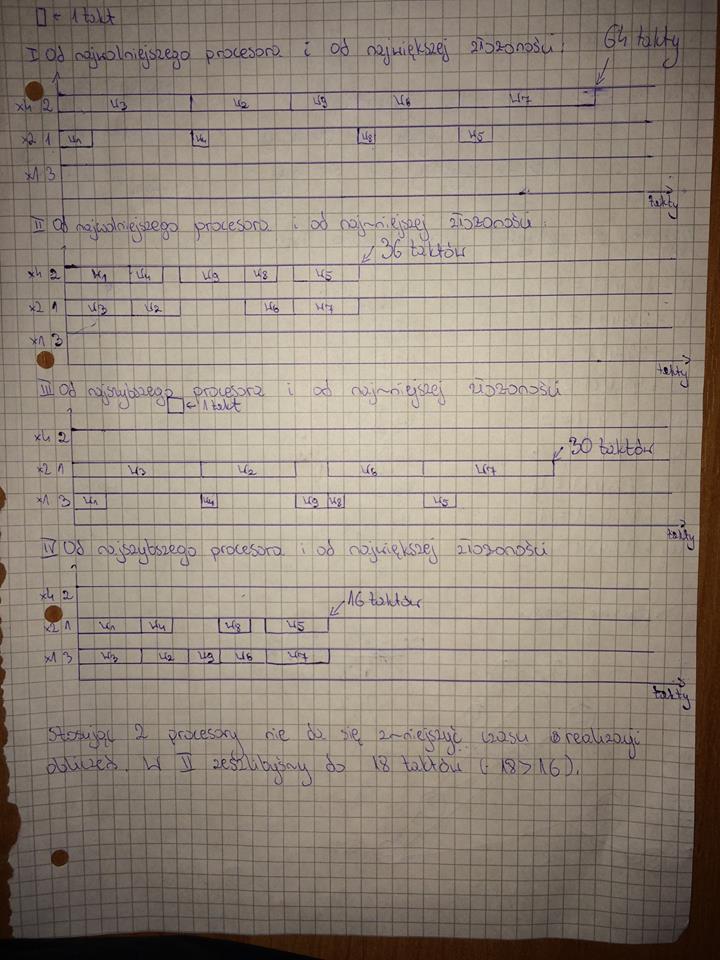 □ ← 1 takt
I Od najwolniejszego procesora i od największej złożoności: 64 takty
x4 2 u3 u2 u9 u6 u7
x2 1 u1 u4 u8 u5
x1 3
takty
II Od najwolniejszego procesora i od najmniejszej złożoności:
36 taktów
x4 2 u1 u4 u9 u8 u5
x2 1 u3 u2 u6 u7
x1 3
takty
III Od najszybszego procesora i od najmniejszej złożoności
□ ← 1 takt
x4 2
30 taktów
x2 1 u3 u2 u6 u7
x1 3 u1 u4 u9 u8 u5
takty
IV Od najszybszego procesora i od największej złożoności
x4 2
16 taktów
x2 1 u1 u4 u8 u5
x1 3 u3 u2 u9 u6 u7
takty
Stosując 2 procesory nie da się zmniejszyć czasu realizacji
obliczeń. W II zeszlibyśmy do 18 taktów (18>16).